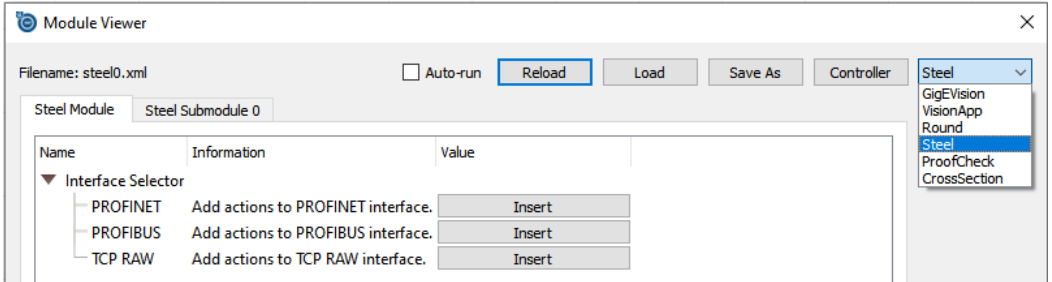 Module Viewer
Filename: steel0.xml
Auto-run
Reload
Load
Save As
Controller
Steel
GigEVision
VisionApp
Round
Steel
ProofCheck
CrossSection
Steel Module
Steel Submodule 0
Name Information Value
Interface Selector
PROFINET Add actions to PROFINET interface. Insert
PROFIBUS Add actions to PROFIBUS interface. Insert
TCP RAW Add actions to TCP RAW interface. Insert